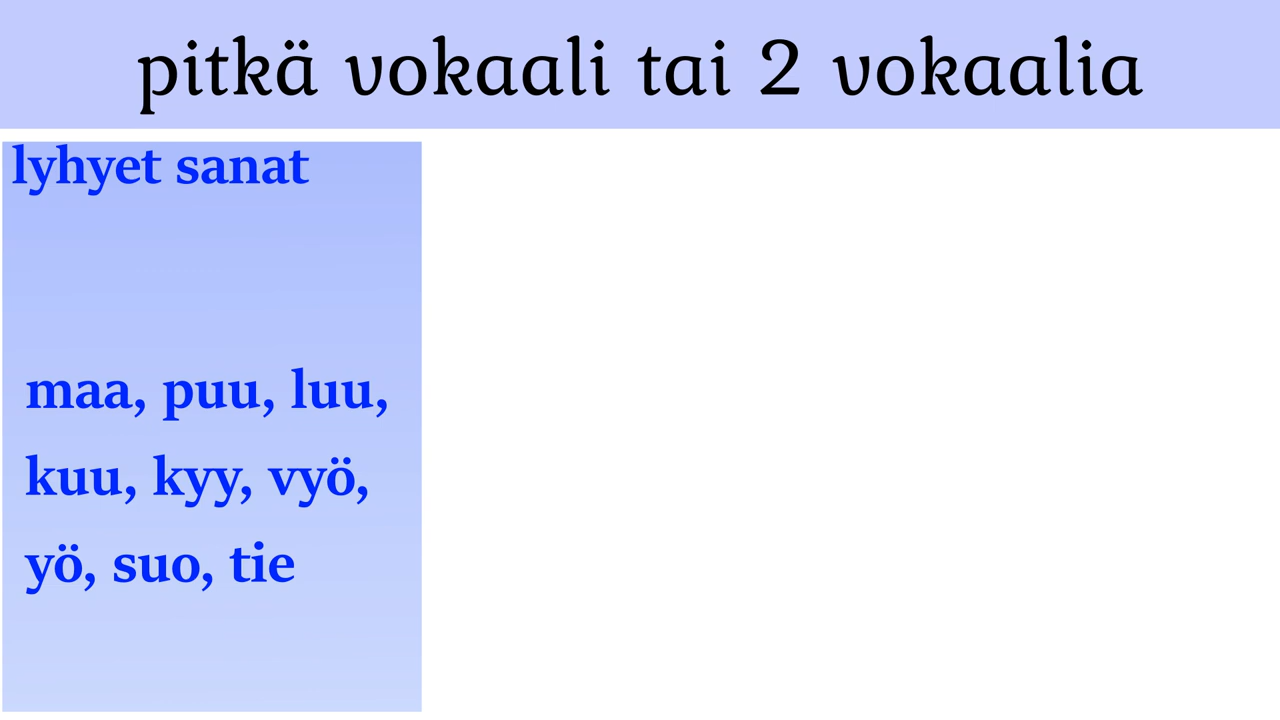 pitkä vokaali tai 2 vokaalia
lyhyet sanat
maa, puu, luu,
kuu, kyy, vyö,
yö, suo, tie